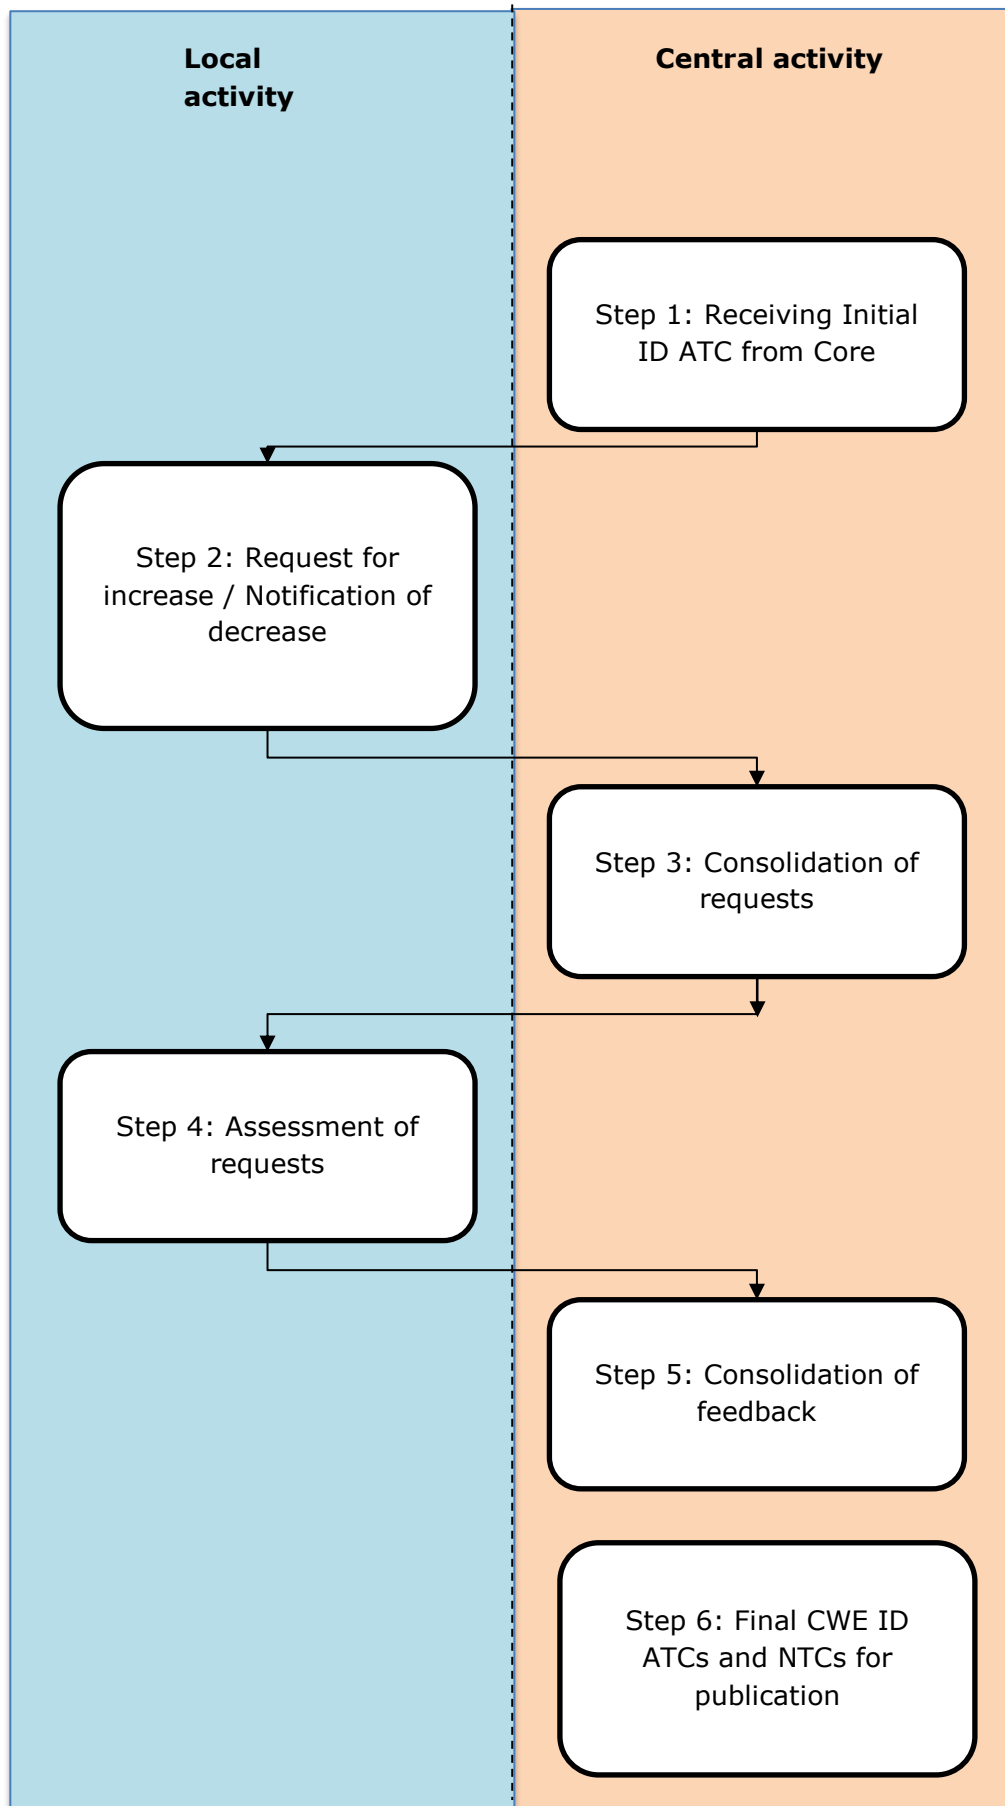 Local
activity
Central activity
Step 1: Receiving Initial
ID ATC from Core
Step 2: Request for
increase / Notification of
decrease
Step 3: Consolidation of
requests
Step 4: Assessment of
requests
Step 5: Consolidation of
feedback
Step 6: Final CWE ID
ATCs and NTCs for
publication